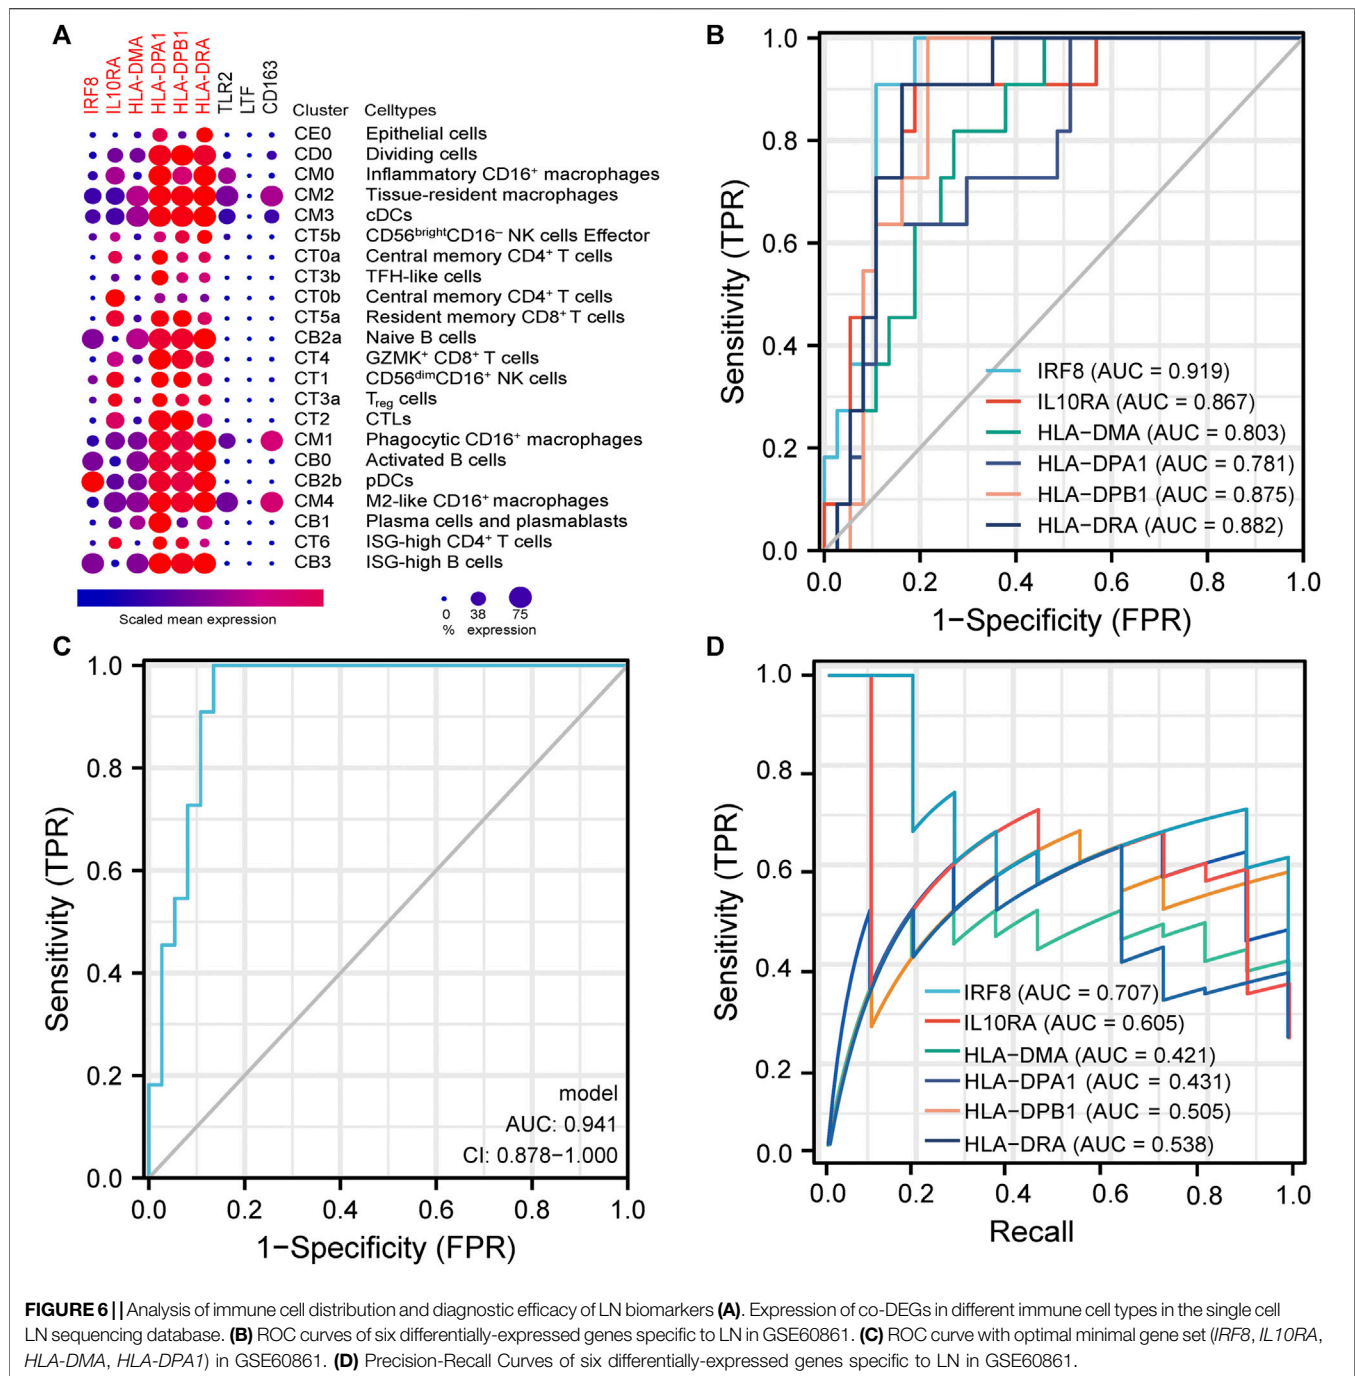 A
IRF8
IL10RA
HLA-DMA
HLA-DPA1
HLA-DPB1
HLA-DRA
TLR2
LTF
CD163
Cluster Celltypes
CE0 Epithelial cells
CD0 Dividing cells
CM0 Inflammatory CD16⁺ macrophages
CM2 Tissue-resident macrophages
CM3 cDCs
CT5b CD56ᵇʳⁱᵍʰᵗCD16⁻ NK cells Effector
CT0a Central memory CD4⁺ T cells
CT3b TFH-like cells
CT0b Central memory CD4⁺ T cells
CT5a Resident memory CD8⁺ T cells
CB2a Naive B cells
CT4 GZMK⁺ CD8⁺ T cells
CT1 CD56ᵈⁱᵐCD16⁺ NK cells
CT3a Treg cells
CT2 CTLs
CM1 Phagocytic CD16⁺ macrophages
CB0 Activated B cells
CB2b pDCs
CM4 M2-like CD16⁺ macrophages
CB1 Plasma cells and plasmablasts
CT6 ISG-high CD4⁺ T cells
CB3 ISG-high B cells
Scaled mean expression
0 38 75
% expression
B
Sensitivity (TPR)
1.0
0.8
0.6
0.4
0.2
0.0
IRF8 (AUC = 0.919)
IL10RA (AUC = 0.867)
HLA−DMA (AUC = 0.803)
HLA−DPA1 (AUC = 0.781)
HLA−DPB1 (AUC = 0.875)
HLA−DRA (AUC = 0.882)
0.0 0.2 0.4 0.6 0.8 1.0
1−Specificity (FPR)
C
Sensitivity (TPR)
1.0
0.8
0.6
0.4
0.2
0.0
model
AUC: 0.941
CI: 0.878−1.000
0.0 0.2 0.4 0.6 0.8 1.0
1−Specificity (FPR)
D
Sensitivity (TPR)
1.0
0.8
0.6
0.4
0.2
0.0
IRF8 (AUC = 0.707)
IL10RA (AUC = 0.605)
HLA−DMA (AUC = 0.421)
HLA−DPA1 (AUC = 0.431)
HLA−DPB1 (AUC = 0.505)
HLA−DRA (AUC = 0.538)
0.0 0.2 0.4 0.6 0.8 1.0
Recall
FIGURE 6 || Analysis of immune cell distribution and diagnostic efficacy of LN biomarkers (A). Expression of co-DEGs in different immune cell types in the single cell
LN sequencing database. (B) ROC curves of six differentially-expressed genes specific to LN in GSE60861. (C) ROC curve with optimal minimal gene set (IRF8, IL10RA,
HLA-DMA, HLA-DPA1) in GSE60861. (D) Precision-Recall Curves of six differentially-expressed genes specific to LN in GSE60861.